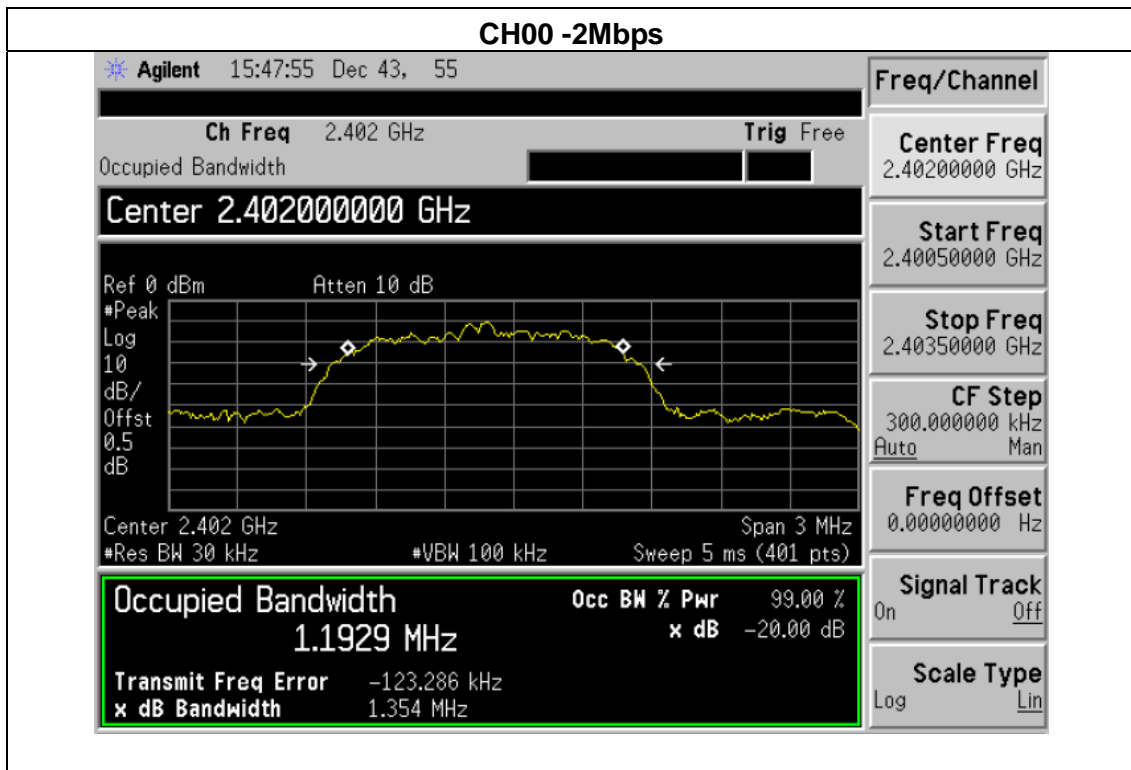 CH00 -2Mbps
Agilent 15:47:55 Dec 43, 55
Freq/Channel
Ch Freq 2.402 GHz Trig Free
Occupied Bandwidth
Center 2.402000000 GHz
Ref 0 dBm Atten 10 dB
#Peak
Log
10
dB/
Offst
0.5
dB
Center 2.402 GHz Span 3 MHz
#Res BW 30 kHz #VBW 100 kHz Sweep 5 ms (401 pts)
Occupied Bandwidth Occ BW % Pwr 99.00 %
1.1929 MHz x dB -20.00 dB
Transmit Freq Error -123.286 kHz
x dB Bandwidth 1.354 MHz
Center Freq
2.40200000 GHz
Start Freq
2.40050000 GHz
Stop Freq
2.40350000 GHz
CF Step
300.000000 kHz
Auto Man
Freq Offset
0.00000000 Hz
Signal Track
On Off
Scale Type
Log Lin